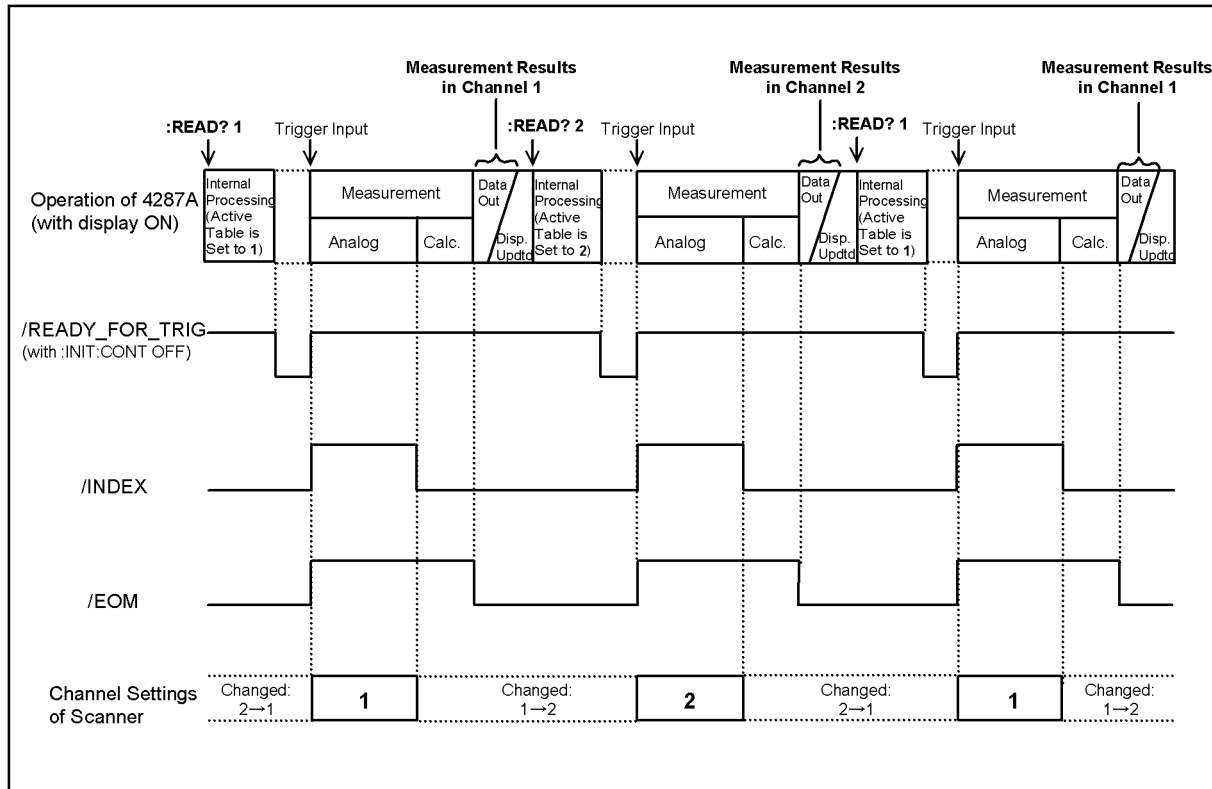 Measurement Results
in Channel 1
Measurement Results
in Channel 2
Measurement Results
in Channel 1
:READ? 1
Trigger Input
:READ? 2
Trigger Input
:READ? 1
Trigger Input
Operation of 4287A
(with display ON)
Internal
Processing
(Active
Table is
Set to 1)
Measurement
Analog
Calc.
Data
Out
Disp.
Updtd
Internal
Processing
(Active
Table is
Set to 2)
Measurement
Analog
Calc.
Data
Out
Disp.
Updtd
Internal
Processing
(Active
Table is
Set to 1)
Measurement
Analog
Calc.
Data
Out
Disp.
Updtd
/READY_FOR_TRIG
(with :INIT:CONT OFF)
/INDEX
/EOM
Channel Settings
of Scanner
Changed:
2→1
1
Changed:
1→2
2
Changed:
2→1
1
Changed:
1→2